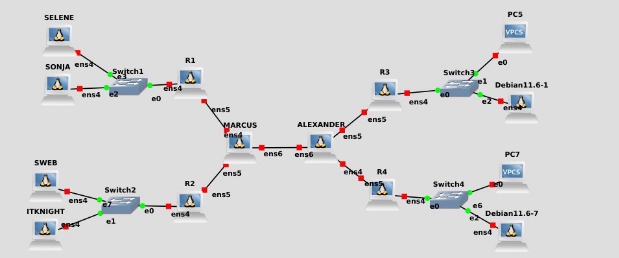 SELENE
ens4
SONJA
ens4
Switch1
e3
e2
e0
R1
ens4
ens5
MARCUS
ens4
ens6
ens5
ALEXANDER
ens6
ens5
ens4
R3
ens5
ens4
Switch3
e0
e1
e2
PC5
VPCS
e0
Debian11.6-1
ens4
SWEB
ens4
ITKNIGHT
ens4
Switch2
e7
e1
e0
R2
ens4
ens5
R4
ens5
ens4
Switch4
e0
e6
e2
PC7
VPCS
e0
Debian11.6-7
ens4